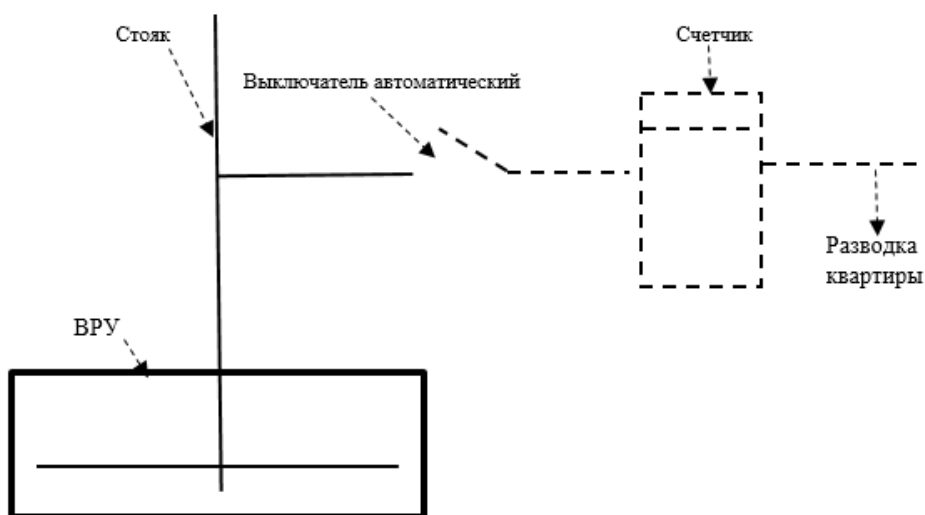 Стояк
Счетчик
Выключатель автоматический
Разводка
квартиры
ВРУ